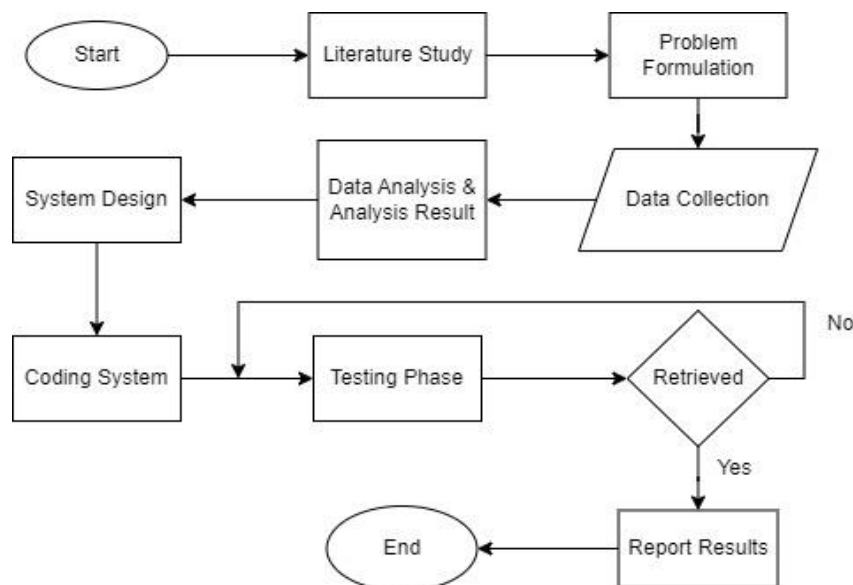 Start
Literature Study
Problem
Formulation
System Design
Data Analysis &
Analysis Result
Data Collection
No
Coding System
Testing Phase
Retrieved
Yes
End
Report Results